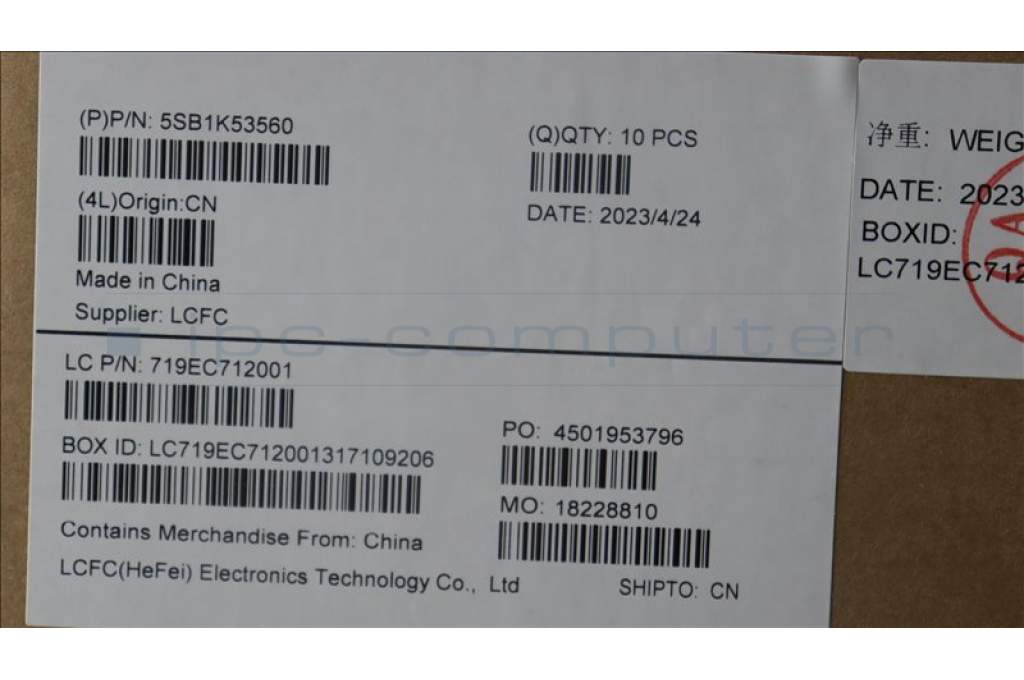 (P)P/N: 5SB1K53560
(4L)Origin:CN
Made in China
Supplier: LCFC
(Q)QTY: 10 PCS
DATE: 2023/4/24
ipc-computer
LC P/N: 719EC712001
BOX ID: LC719EC712001317109206
Contains Merchandise From: China
LCFC(HeFei) Electronics Technology Co., Ltd
PO: 4501953796
MO: 18228810
SHIPTO: CN
净重: WEIG
DATE: 2023
BOXID:
LC719EC712